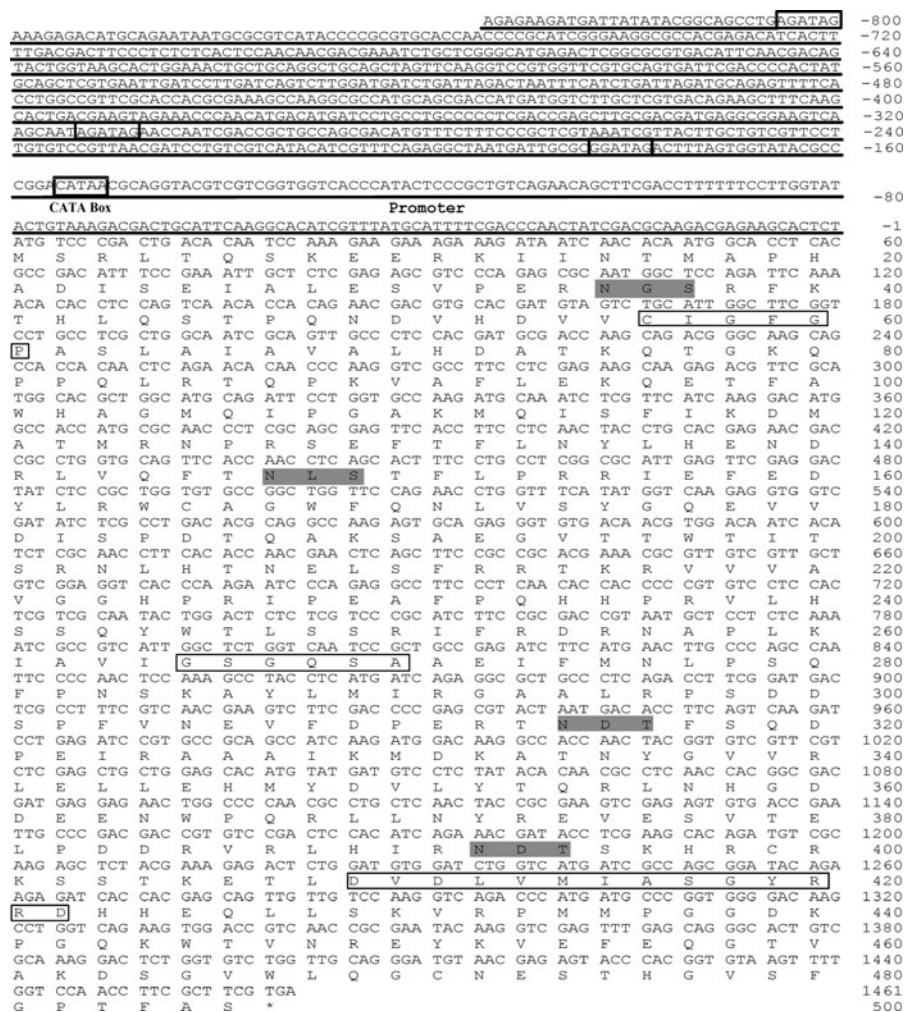 AGAGAAGATGATTATATACGGCAGCCTGAGATAG -800
AAAGAGACATGCAGAATAATGCGCGTCATACCCCGCGTGCACCAACCCCGCATCGGGAAGGCGCCACGAGACATCACTT -720
TTGACGACTTCCCTCTCTCACTCCAACAACGACGAAATCTGCTCGGGCATGAGACTCGGCGCGTGACATTCAACGACAG -640
TACTGGTAAGCACTGGAAACTGCTGCAGGCTGCAGCTAGTTCAAGGTCCGTGGTTCGTGCAGTGATTCGACCCCACTAT -560
GCAGCTCGTGAATTGATCCTTGATCAGTCTTGGATGATCTGATTAGACTAATTTCATCTGATTAGATGCAGAGTTTTCA -480
CCTGGCCGTTCGCACCACGCGAAAGCCAAGGCGCCATGCAGCGACCATGATGGTCTTGCTCGTGACAGAAGCTTTCAAG -400
CACTGACGAAGTAGAAACCCAACATGACATGATCCTGCCTGCCCCCTCGACCGAGCTTGCGACGATGAGGCGGAAGTCA -320
AGCAATAGATAGAACCAATCGACCGCTGCCAGCGACATGTTTCTTTCCCGCTCGTAAATCGTTACTTGCTGTCGTTCCT -240
TGTGTCCGTTAACGATCCTGTCGTCATACATCGTTTCAGAGGCTAATGATTGCGCGGATAGACTTTAGTGGTATACGCC -160
CGGACATAACGCAGGTACGTCGTCGGTGGTCACCCATACTCCCGCTGTCAGAACAGCTTCGACCTTTTTTCCTTGGTAT -80
CATA Box Promoter
ACTGTAAAGACGACTGCATTCAAGGCACATCGTTTATGCATTTTCGACCCAACTATCGACGCAAGACGAGAAGCACTCT -1
ATG TCC CGA CTG ACA CAA TCC AAA GAA GAA AGA AAG ATA ATC AAC ACA ATG GCA CCT CAC 60
M S R L T Q S K E E R K I I N T M A P H 20
GCC GAC ATT TCC GAA ATT GCT CTC GAG AGC GTC CCA GAG CGC AAT GGC TCC AGA TTC AAA 120
A D I S E I A L E S V P E R N G S R F K 40
ACA CAC CTC CAG TCA ACA CCA CAG AAC GAC GTG CAC GAT GTA GTC TGC ATT GGC TTC GGT 180
T H L Q S T P Q N D V H D V V C I G F G 60
CCT GCC TCG CTG GCA ATC GCA GTT GCC CTC CAC GAT GCG ACC AAG CAG ACG GGC AAG CAG 240
P A S L A I A V A L H D A T K Q T G K Q 80
CCA CCA CAA CTC AGA ACA CAA CCC AAG GTC GCC TTC CTC GAG AAG CAA GAG ACG TTC GCA 300
P P Q L R T Q P K V A F L E K Q E T F A 100
TGG CAC GCT GGC ATG CAG ATT CCT GGT GCC AAG ATG CAA ATC TCG TTC ATC AAG GAC ATG 360
W H A G M Q I P G A K M Q I S F I K D M 120
GCC ACC ATG CGC AAC CCT CGC AGC GAG TTC ACC TTC CTC AAC TAC CTG CAC GAG AAC GAC
A T M R N P R S E F T F L N Y L H E N D 140
CGC CTG GTG CAG TTC ACC AAC CTC AGC ACT TTC CTG CCT CGG CGC ATT GAG TTC GAG GAC 480
R L V Q F T N L S T F L P R R I E F E D 160
TAT CTC CGC TGG TGT GCC GGC TGG TTC CAG AAC CTG GTT TCA TAT GGT CAA GAG GTG GTC 540
Y L R W C A G W F Q N L V S Y G Q E V V
GAT ATC TCG CCT GAC ACG CAG GCC AAG AGT GCA GAG GGT GTG ACA ACG TGG ACA ATC ACA 600
D I S P D T Q A K S A E G V T T W T I T 200
TCT CGC AAC CTT CAC ACC AAC GAA CTC AGC TTC CGC CGC ACG AAA CGC GTT GTC GTT GCT 660
S R N L H T N E L S F R R T K R V V V A 220
GTC GGA GGT CAC CCA AGA ATC CCA GAG GCC TTC CCT CAA CAC CAC CCC CGT GTC CTC CAC 720
V G G H P R I P E A F P Q H H P R V L H 240
TCG TCG CAA TAC TGG ACT CTC TCG TCC CGC ATC TTC CGC GAC CGT AAT GCT CCT CTC AAA 780
S S Q Y W T L S S R I F R D R N A P L K 260
ATC GCC GTC ATT GGC TCT GGT CAA TCC GCT GCC GAG ATC TTC ATG AAC TTG CCC AGC CAA 840
I A V I G S G Q S A A E I F M N L P S Q 280
TTC CCC AAC TCC AAA GCC TAC CTC ATG ATC AGA GGC GCT GCC CTC AGA CCT TCG GAT GAC 900
F P N S K A Y L M I R G A A L R P S D D 300
TCG CCT TTC GTC AAC GAA GTC TTC GAC CCC GAG CGT ACT AAT GAC ACC TTC AGT CAA GAT 960
S P F V N E V F D P E R T N D T F S Q D 320
CCT GAG ATC CGT GCC GCA GCC ATC AAG ATG GAC AAG GCC ACC AAC TAC GGT GTC GTT CGT 1020
P E I R A A A I K M D K A T N Y G V V R 340
CTC GAG CTG CTG GAG CAC ATG TAT GAT GTC CTC TAT ACA CAA CGC CTC AAC CAC GGC GAC 1080
L E L L E H M Y D V L Y T Q R L N H G D 360
GAT GAG GAG AAC TGG CCC CAA CGC CTG CTC AAC TAC CGC GAA GTC GAG AGT GTG ACC GAA 1140
D E E N W P Q R L L N Y R E V E S V T E 380
TTG CCC GAC GAC CGT GTC CGA CTC CAC ATC AGA AAC GAT ACC TCG AAG CAC AGA TGT CGC 1200
L P D D R V R L H I R N D T S K H R C R 400
AAG AGC TCT ACG AAA GAG ACT CTG GAT GTG GAT CTG GTC ATG ATC GCC AGC GGA TAC AGA 1260
K S S T K E T L D V D L V M I A S G Y R 420
AGA GAT CAC CAC GAG CAG TTG TTG TCC AAG GTC AGA CCC ATG ATG CCC GGT GGG GAC AAG 1320
R D H H E Q L L S K V R P M M P G G D K 440
CCT GGT CAG AAG TGG ACC GTC AAC CGC GAA TAC AAG GTC GAG TTT GAG CAG GGC ACT GTC 1380
P G Q K W T V N R E Y K V E F E Q G T V 460
GCA AAG GAC TCT GGT GTC TGG TTG CAG GGA TGT AAC GAG AGT ACC CAC GGT GTA AGT TTT 1440
A K D S G V W L Q G C N E S T H G V S F 480
GGT CCA ACC TTC GCT TCG TGA 1461
G P T F A S * 500